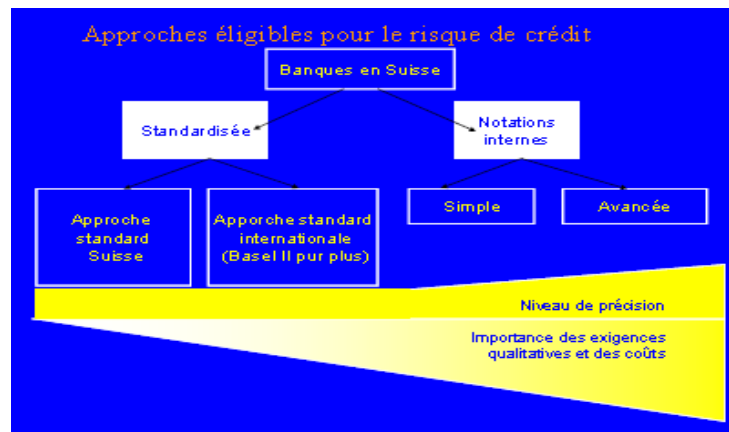 Approches éligibles pour le risque de crédit
Banques en Suisse
Standardisée
Notations
internes
Approche
standard
Suisse
Apporche standard
internationale
(Basel II pur plus)
Simple
Avancée
Niveau de précision
Importance des exigences
qualitatives et des coûts